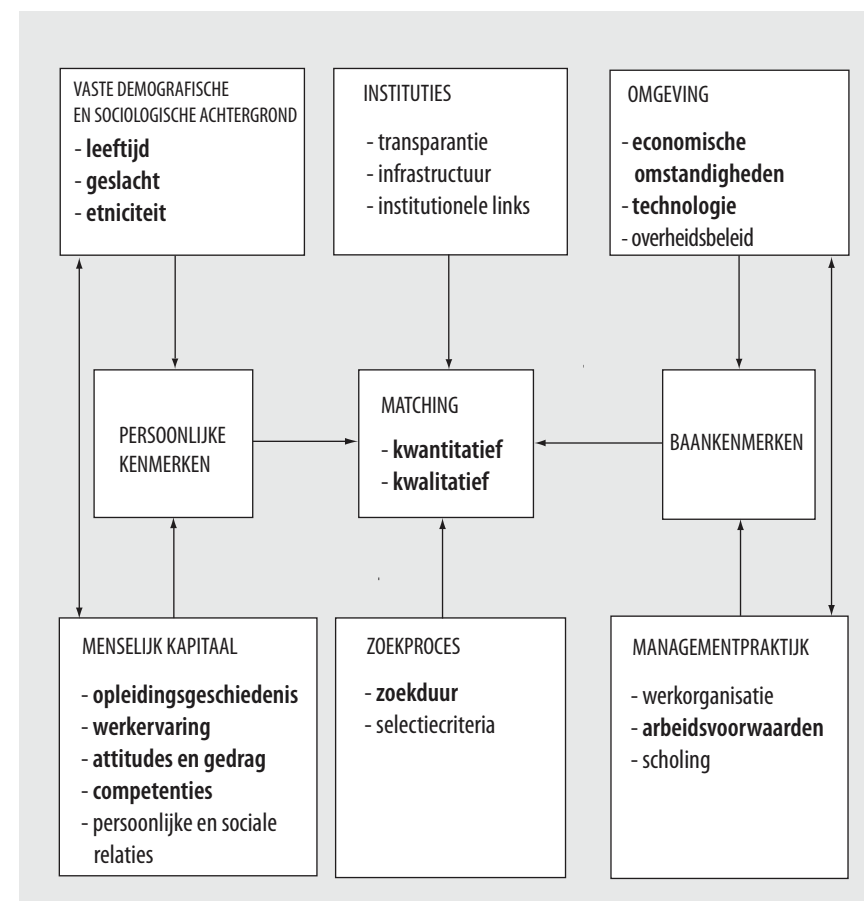 VASTE DEMOGRAFISCHE
EN SOCIOLOGISCHE ACHTERGROND
- leeftijd
- geslacht
- etniciteit
INSTITUTIES
- transparantie
- infrastructuur
- institutionele links
OMGEVING
- economische
omstandigheden
- technologie
- overheidsbeleid
PERSOONLIJKE
KENMERKEN
MATCHING
- kwantitatief
- kwalitatief
BAANKENMERKEN
MENSELIJK KAPITAAL
- opleidingsgeschiedenis
- werkervaring
- attitudes en gedrag
- competenties
- persoonlijke en sociale
relaties
ZOEKPROCES
- zoekduur
- selectiecriteria
MANAGEMENTPRAKTIJK
- werkorganisatie
- arbeidsvoorwaarden
- scholing